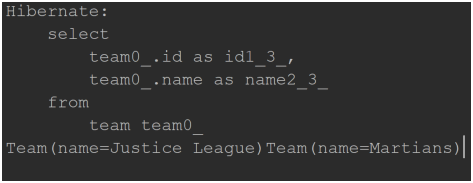 Hibernate:
select
team0_.id as id1_3_,
team0_.name as name2_3_
from
team team0_
Team(name=Justice League)Team(name=Martians)